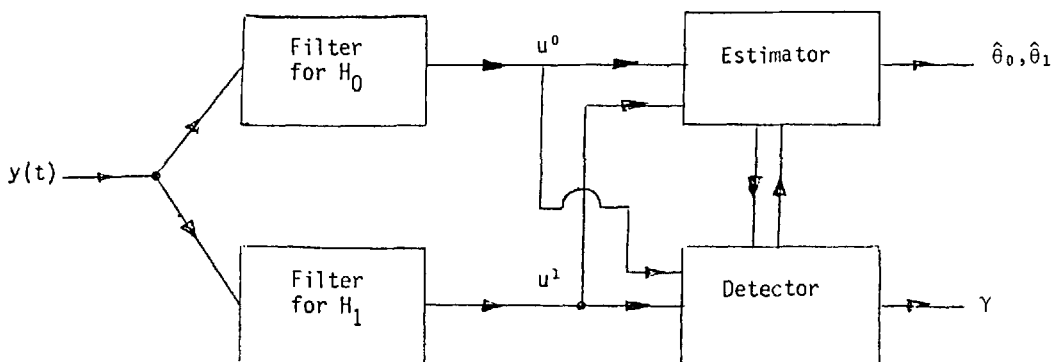 Filter
for H₀
u⁰
Estimator
θ̂₀, θ̂₁
y(t)
Filter
for H₁
u¹
Detector
γ